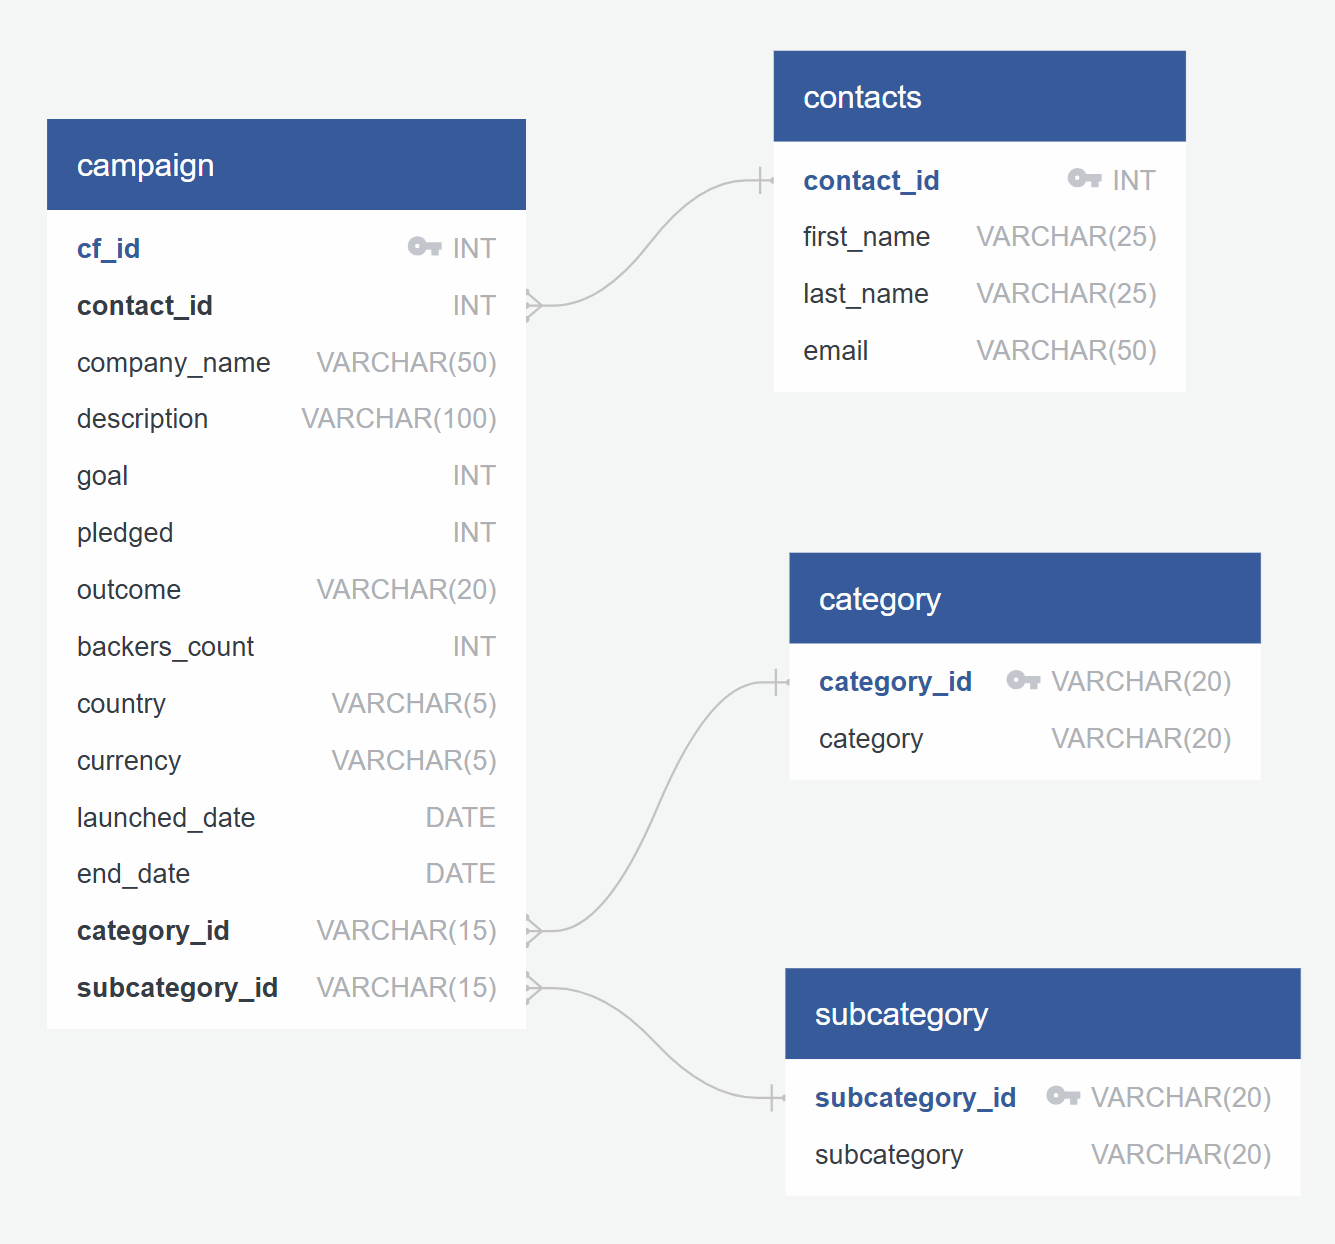 campaign
cf_id INT
contact_id INT
company_name VARCHAR(50)
description VARCHAR(100)
goal INT
pledged INT
outcome VARCHAR(20)
backers_count INT
country VARCHAR(5)
currency VARCHAR(5)
launched_date DATE
end_date DATE
category_id VARCHAR(15)
subcategory_id VARCHAR(15)
contacts
contact_id INT
first_name VARCHAR(25)
last_name VARCHAR(25)
email VARCHAR(50)
category
category_id VARCHAR(20)
category VARCHAR(20)
subcategory
subcategory_id VARCHAR(20)
subcategory VARCHAR(20)